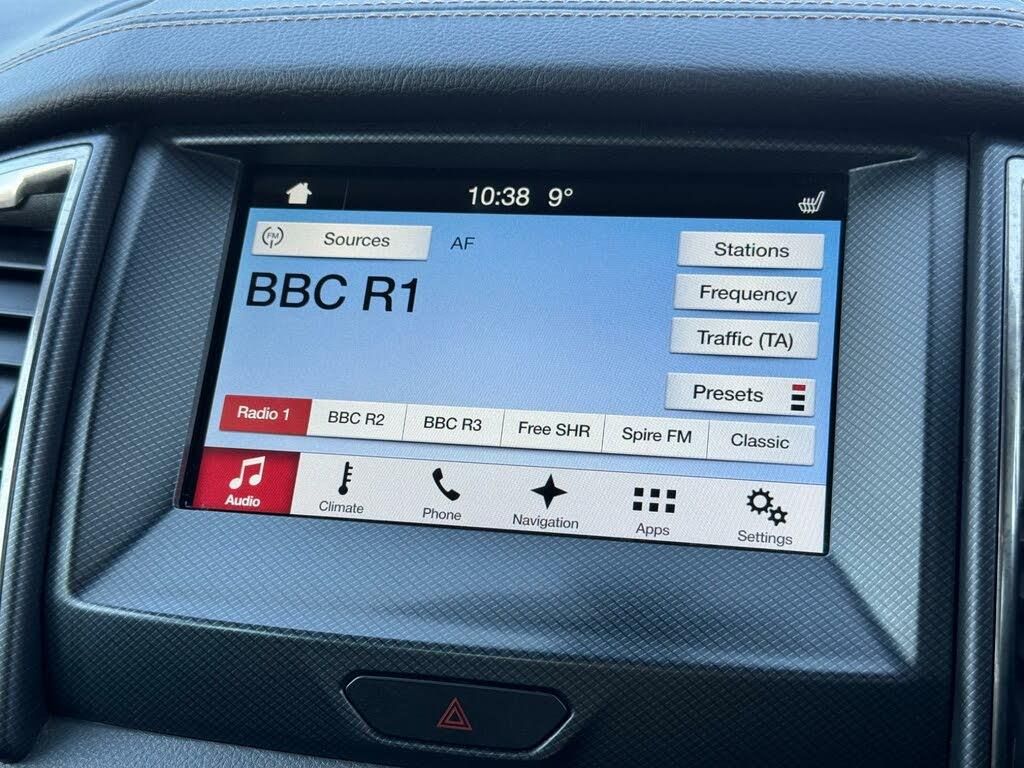 10:38 9°
FM Sources AF Stations
BBC R1
Frequency
Traffic (TA)
Presets
Radio 1 BBC R2 BBC R3 Free SHR Spire FM Classic
Audio Climate Phone Navigation Apps Settings